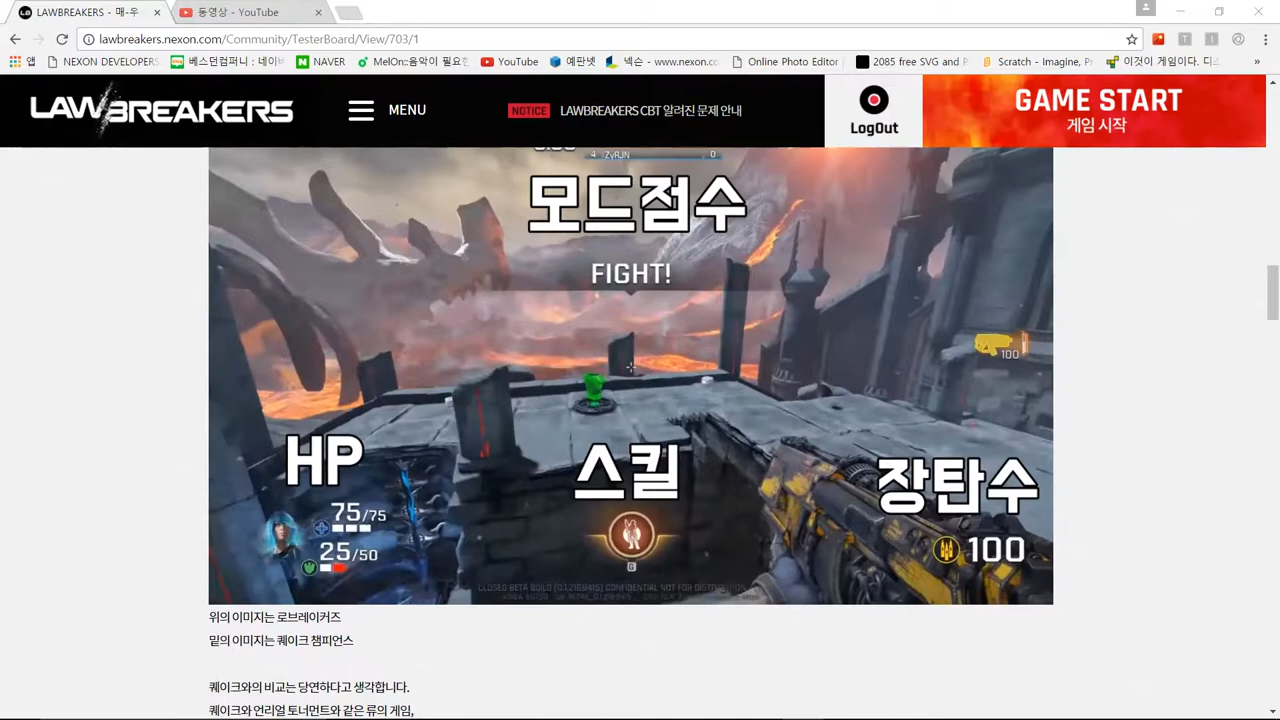 LAWBREAKERS - 매-우
동영상 - YouTube
lawbreakers.nexon.com/Community/TesterBoard/View/703/1
앱
NEXON DEVELOPERS
베스던컴퍼니 : 네이버
NAVER
MelON::음악이 필요한
YouTube
예판넷
넥슨 - www.nexon.co
Online Photo Editor
2085 free SVG and P
Scratch - Imagine, Pr
이것이 게임이다. 디스
»
LAWBREAKERS
MENU
NOTICE
LAWBREAKERS CBT 알려진 문제 안내
LogOut
GAME START
게임 시작
4 ZVRJN 0
모드점수
FIGHT!
100
HP
스킬
장탄수
75/75
25/50
100
위의 이미지는 로브레이커즈
밑의 이미지는 퀘이크 챔피언스
퀘이크와의 비교는 당연하다고 생각합니다.
퀘이크와 언리얼 토너먼트와 같은 류의 게임,